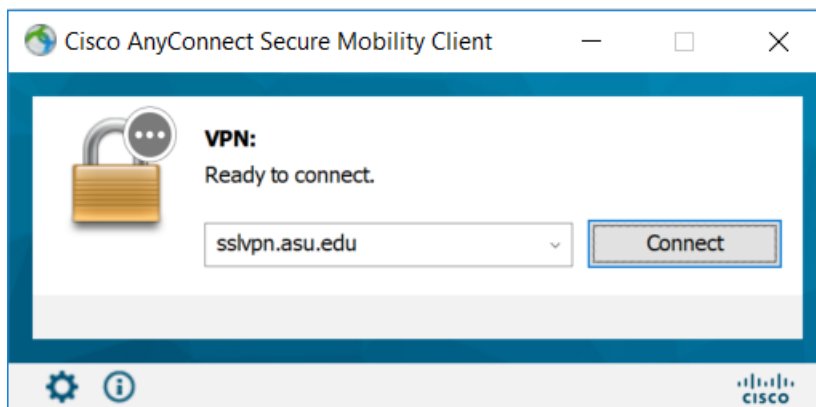 Cisco AnyConnect Secure Mobility Client
VPN:
Ready to connect.
sslvpn.asu.edu
Connect
CISCO